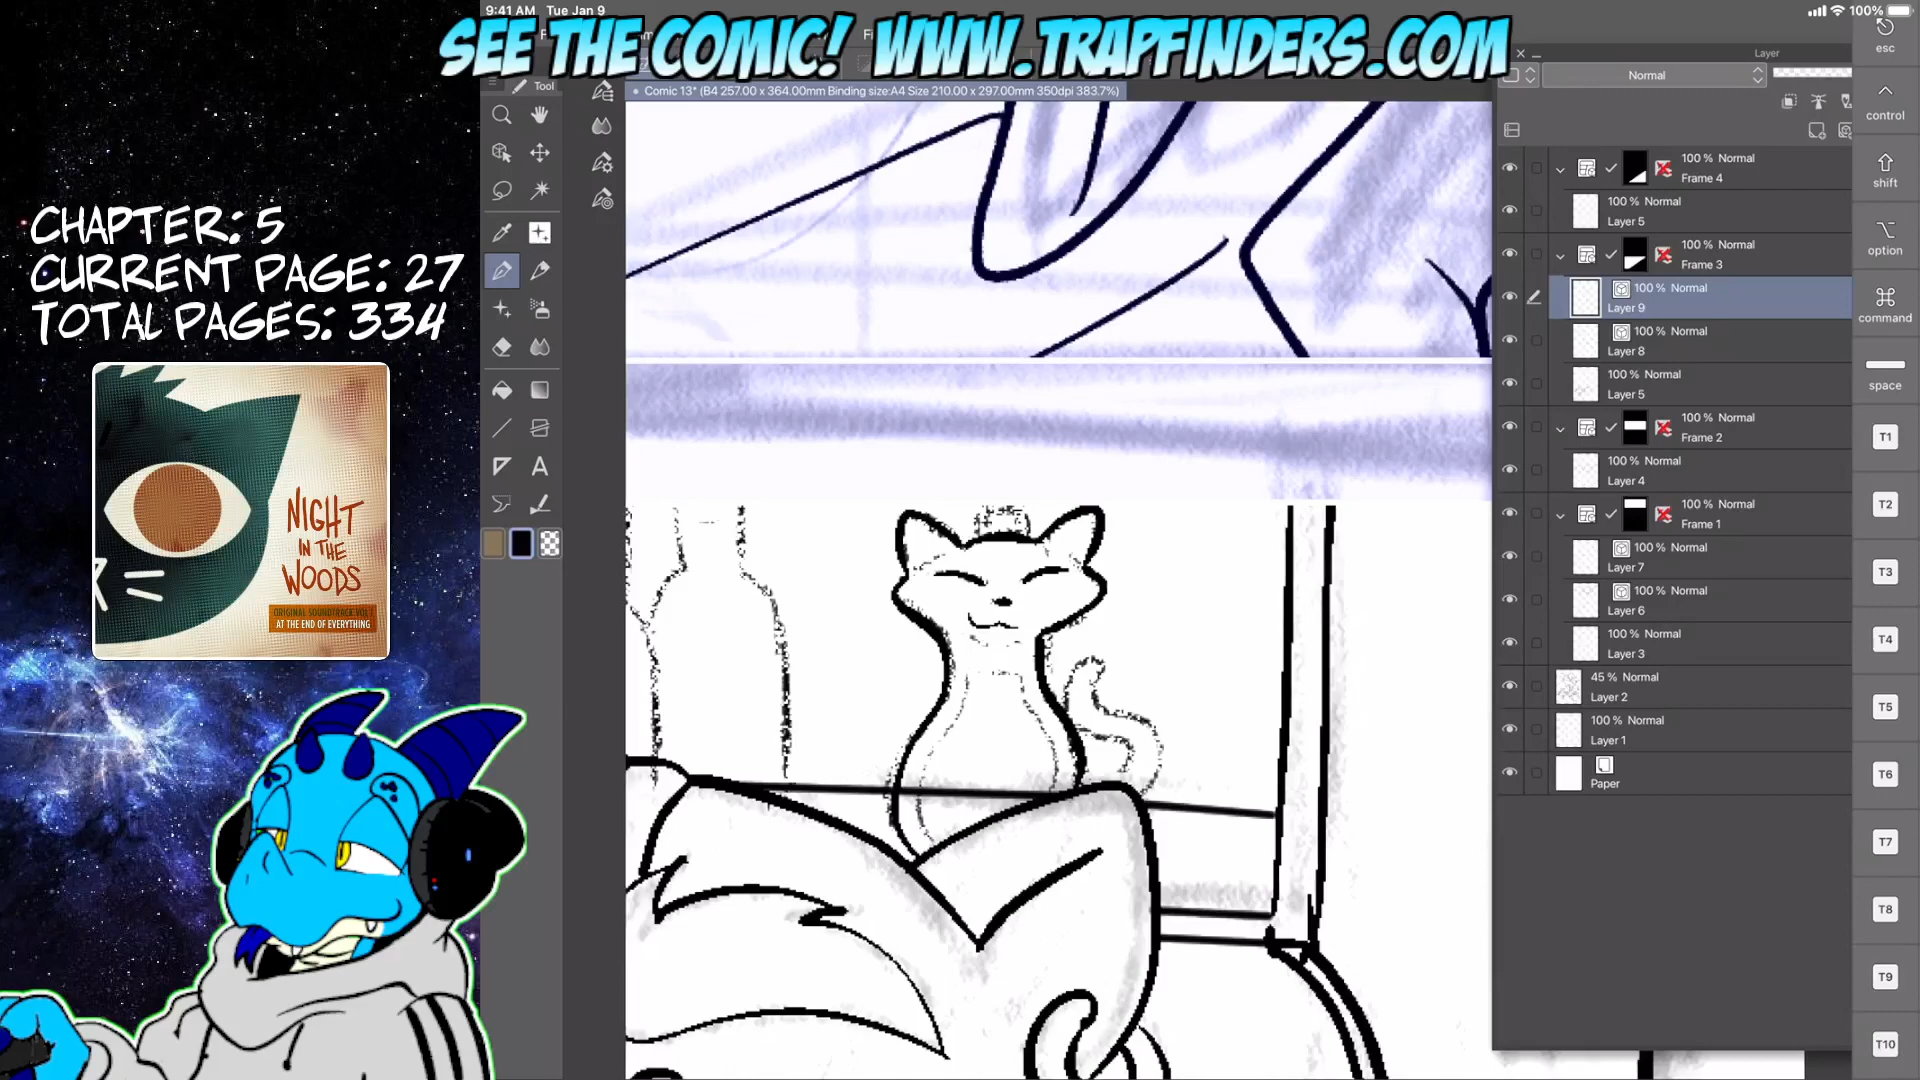 9:41 AM Tue Jan 9
100%
SEE THE COMIC! WWW.TRAPFINDERS.COM
Tool
Comic 13* (B4 257.00 x 364.00mm Binding size:A4 Size 210.00 x 297.00mm 350dpi 383.7%)
Layer
Normal
CHAPTER: 5
CURRENT PAGE: 27
TOTAL PAGES: 334
NIGHT
IN THE
WOODS
ORIGINAL SOUNDTRACK VOL
AT THE END OF EVERYTHING
100 % Normal
Frame 4
100 % Normal
Layer 5
100 % Normal
Frame 3
100 % Normal
Layer 9
100 % Normal
Layer 8
100 % Normal
Layer 5
100 % Normal
Frame 2
100 % Normal
Layer 4
100 % Normal
Frame 1
100 % Normal
Layer 7
100 % Normal
Layer 6
100 % Normal
Layer 3
45 % Normal
Layer 2
100 % Normal
Layer 1
Paper
esc
control
shift
option
command
space
T1
T2
T3
T4
T5
T6
T7
T8
T9
T10